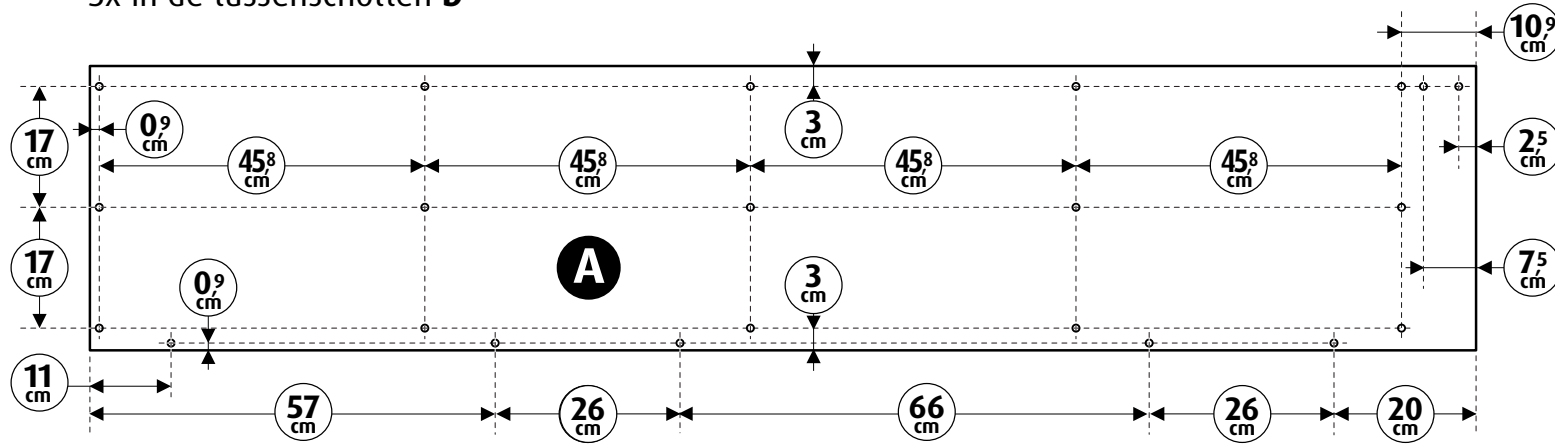 3x in de tussenschotten B
10,9 cm
0,9 cm
3 cm
17 cm
45,8 cm
45,8 cm
45,8 cm
45,8 cm
2,5 cm
17 cm
A
0,9 cm
3 cm
7,5 cm
11 cm
57 cm
26 cm
66 cm
26 cm
20 cm